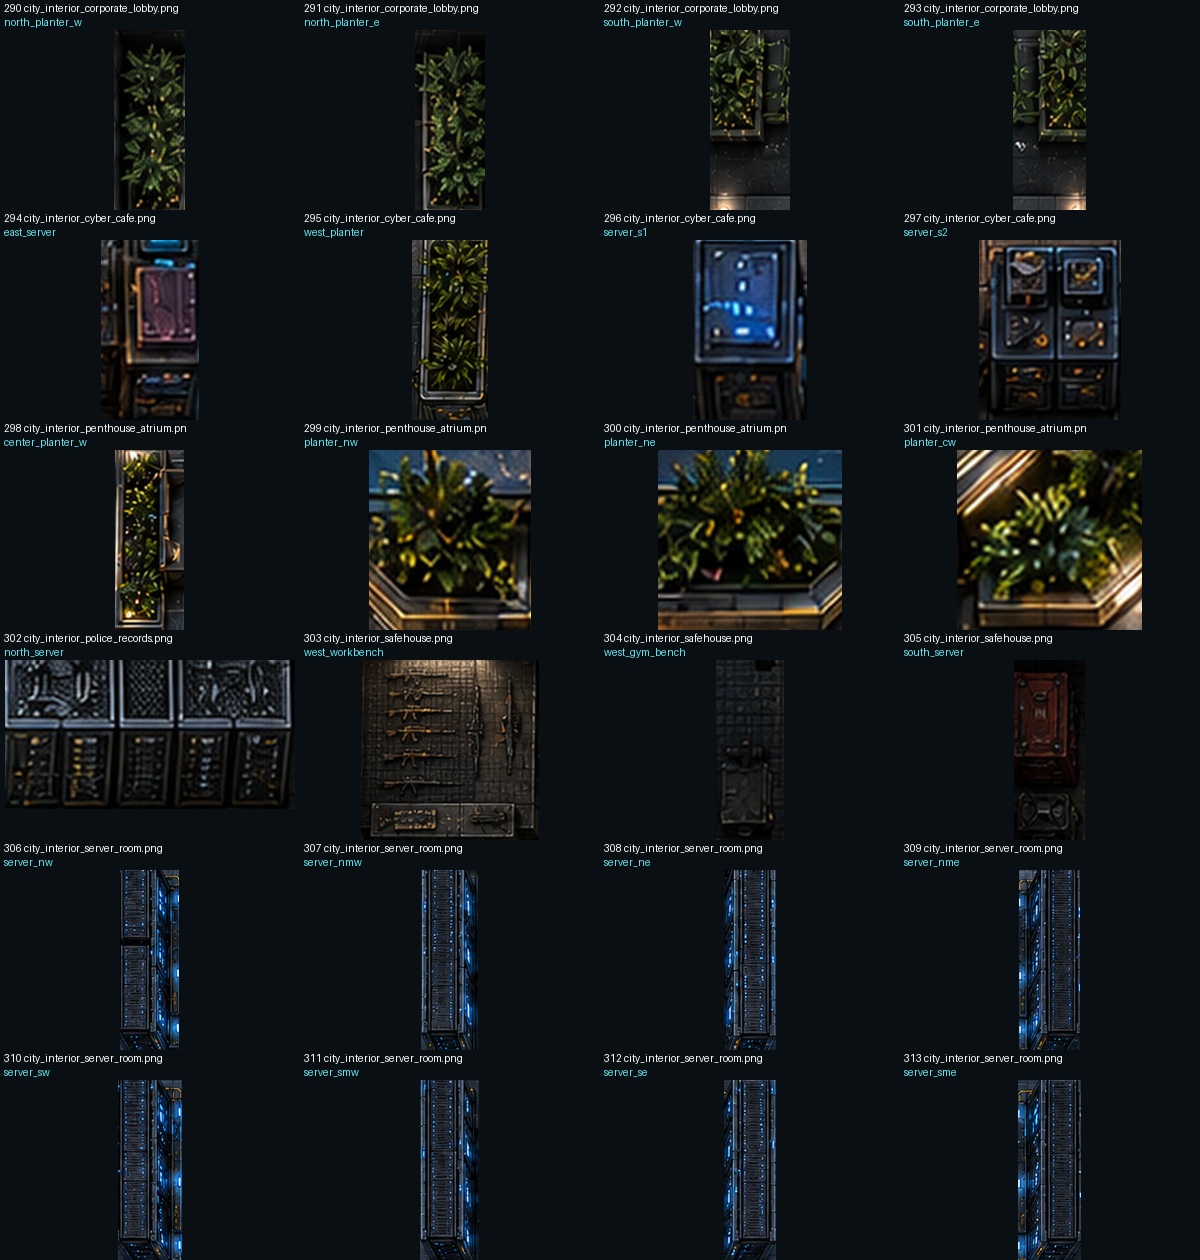 290 city_interior_corporate_lobby.png
north_planter_w
291 city_interior_corporate_lobby.png
north_planter_e
292 city_interior_corporate_lobby.png
south_planter_w
293 city_interior_corporate_lobby.png
south_planter_e
294 city_interior_cyber_cafe.png
east_server
295 city_interior_cyber_cafe.png
west_planter
296 city_interior_cyber_cafe.png
server_s1
297 city_interior_cyber_cafe.png
server_s2
298 city_interior_penthouse_atrium.pn
center_planter_w
299 city_interior_penthouse_atrium.pn
planter_nw
300 city_interior_penthouse_atrium.pn
planter_ne
301 city_interior_penthouse_atrium.pn
planter_cw
302 city_interior_police_records.png
north_server
303 city_interior_safehouse.png
west_workbench
304 city_interior_safehouse.png
west_gym_bench
305 city_interior_safehouse.png
south_server
306 city_interior_server_room.png
server_nw
307 city_interior_server_room.png
server_nmw
308 city_interior_server_room.png
server_ne
309 city_interior_server_room.png
server_nme
310 city_interior_server_room.png
server_sw
311 city_interior_server_room.png
server_smw
312 city_interior_server_room.png
server_se
313 city_interior_server_room.png
server_sme